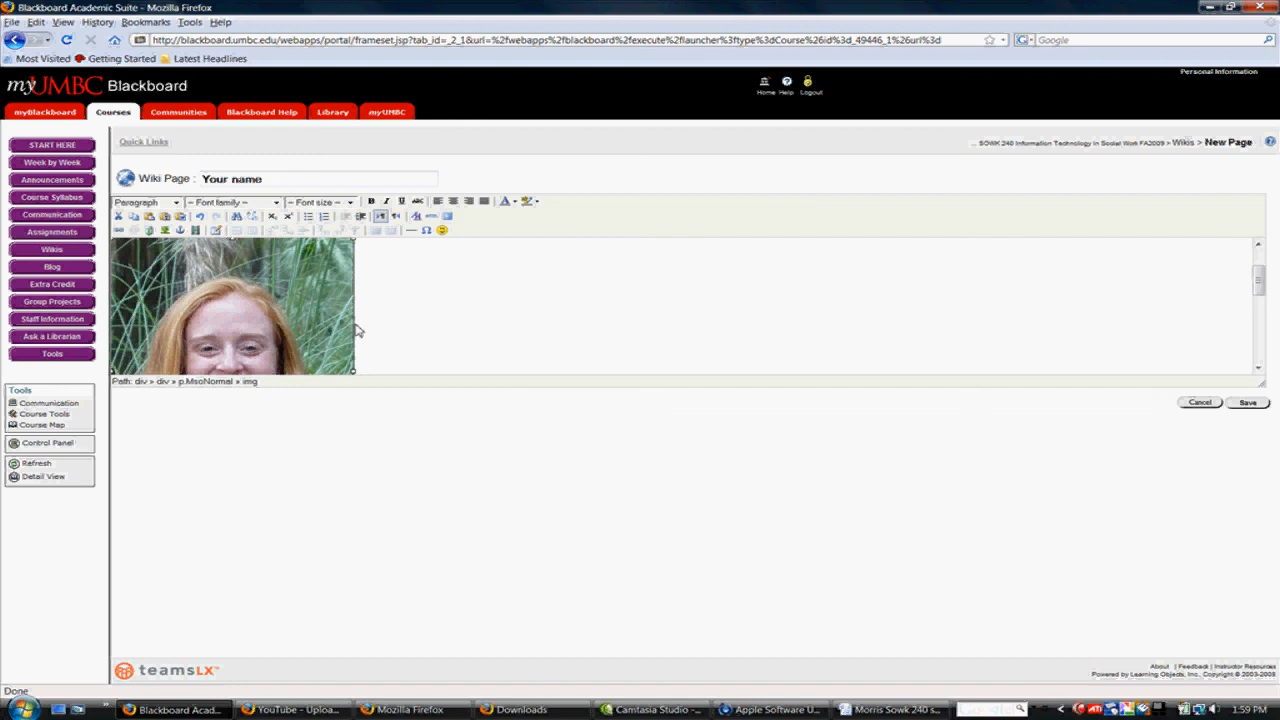 Blackboard Academic Suite - Mozilla Firefox
File Edit View History Bookmarks Tools Help
http://blackboard.umbc.edu/webapps/portal/frameset.jsp?tab_id=_2_1&url=%2fwebapps%2fblackboard%2fexecute%2flauncher%3ftype%3dCourse%26id%3d_49446_1%26url%3d
Google
Most Visited Getting Started Latest Headlines
myUMBC Blackboard
Personal Information
Home Help Logout
myBlackboard Courses Communities Blackboard Help Library myUMBC
START HERE
Week by Week
Announcements
Course Syllabus
Communication
Assignments
Wikis
Blog
Extra Credit
Group Projects
Staff Information
Ask a Librarian
Tools
Tools
Communication
Course Tools
Course Map
Control Panel
Refresh
Detail View
Quick Links
... SOWK 240 Information Technology in Social Work FA2009 > Wikis > New Page
Wiki Page : Your name
Paragraph -- Font family -- -- Font size -- B I U ABC
Path: div » div » p.MsoNormal » img
Cancel Save
teamsLX™
About | Feedback | Instructor Resources
Powered by Learning Objects, Inc., Copyright © 2003-2008
Done
Blackboard Acad... YouTube - Uploa... Mozilla Firefox Downloads Camtasia Studio -... Apple Software U... Morris Sowk 240 s... 1:59 PM